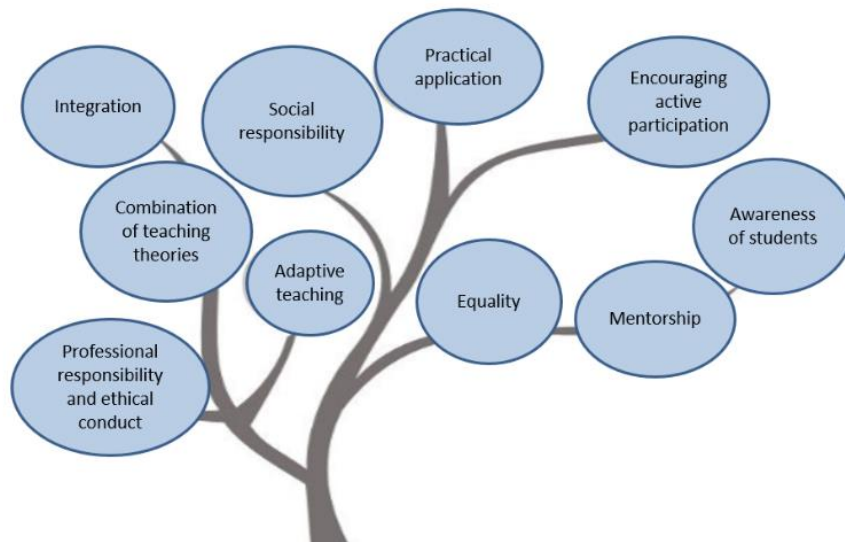 Integration
Social
responsibility
Practical
application
Encouraging
active
participation
Combination
of teaching
theories
Adaptive
teaching
Equality
Mentorship
Awareness
of students
Professional
responsibility
and ethical
conduct